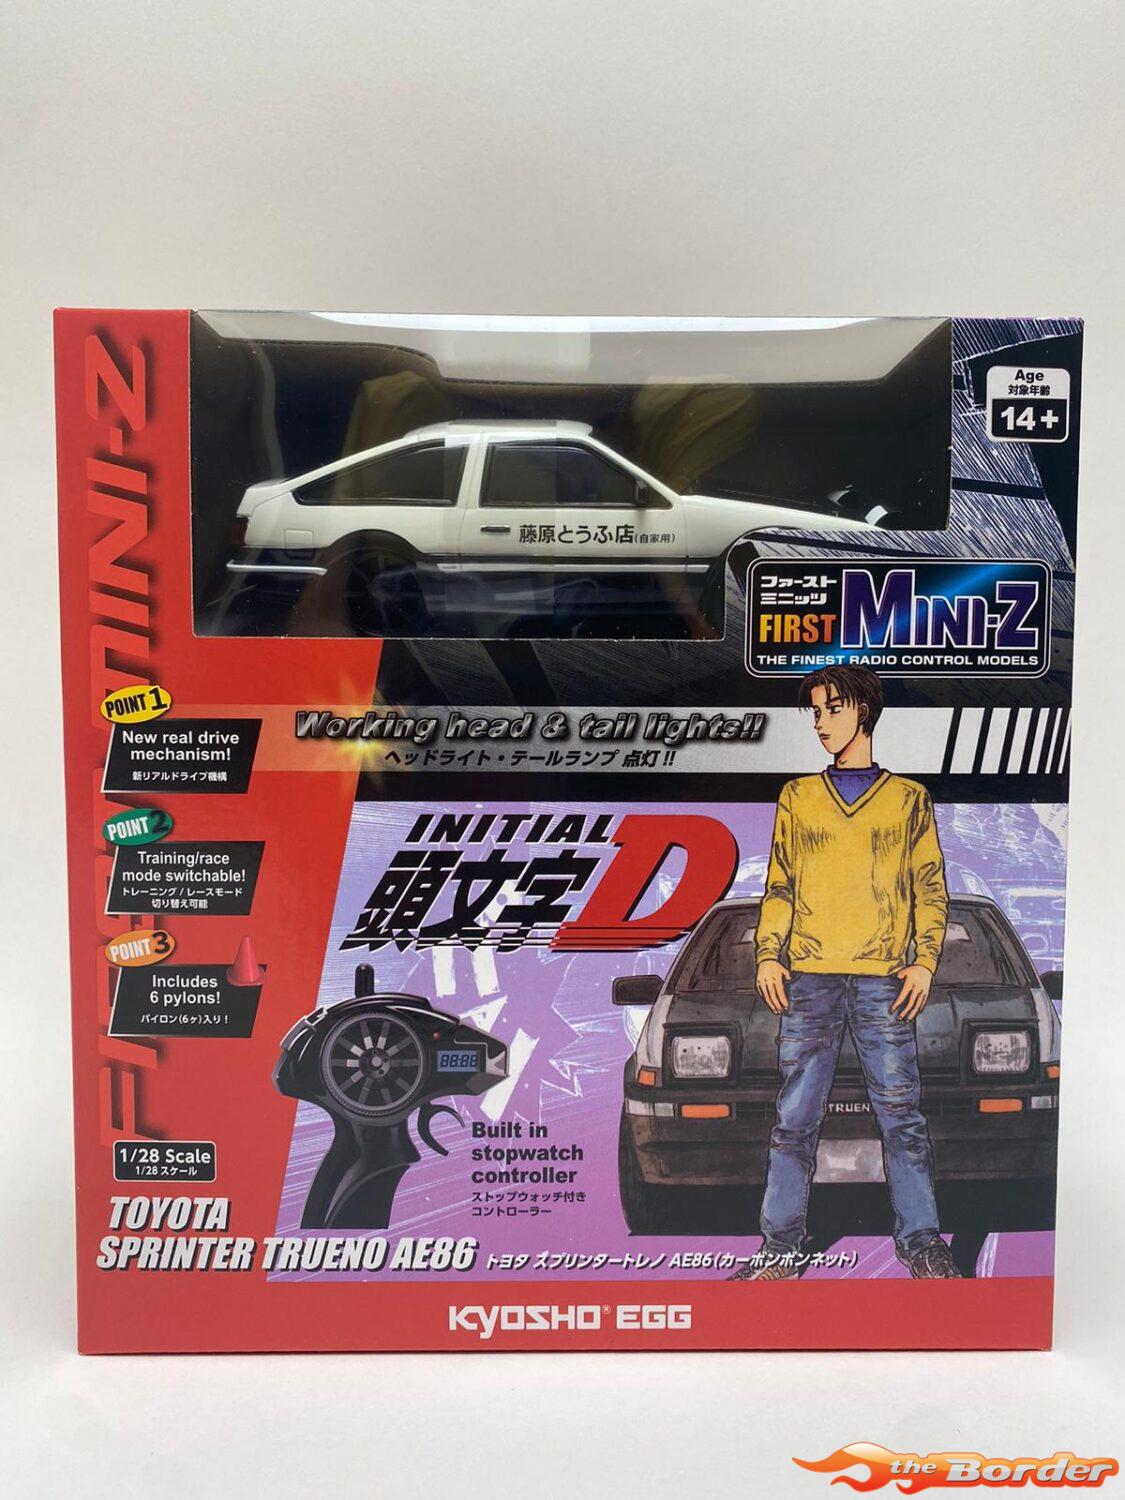 FIRST MINI-Z
Age
対象年齢
14+
藤原とうふ店(自家用)
ファースト
ミニッツ
FIRST MINI-Z
THE FINEST RADIO CONTROL MODELS
POINT 1
New real drive
mechanism!
新リアルドライブ機構
Working head & tail lights!!
ヘッドライト・テールランプ 点灯!!
POINT 2
Training/race
mode switchable!
トレーニング / レースモード
切り替え可能
INITIAL D
頭文字
POINT 3
Includes
6 pylons!
パイロン(6ヶ)入り!
88:88
TRUEN
Built in
stopwatch
controller
ストップウォッチ付き
コントローラー
1/28 Scale
1/28 スケール
TOYOTA
SPRINTER TRUENO AE86 トヨタ スプリンタートレノ AE86(カーボンボンネット)
KYOSHO® EGG
the Border